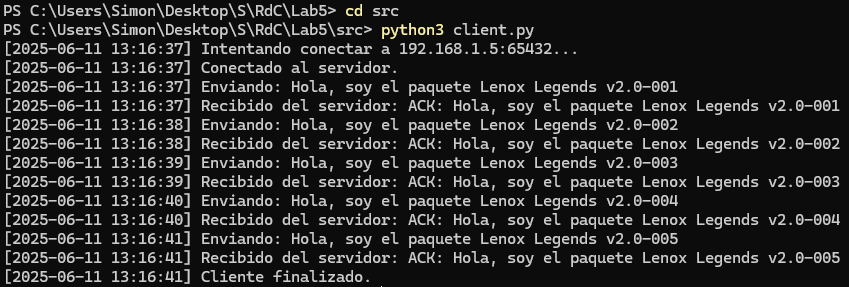 PS C:\Users\Simon\Desktop\S\RdC\Lab5> cd src
PS C:\Users\Simon\Desktop\S\RdC\Lab5\src> python3 client.py
[2025-06-11 13:16:37] Intentando conectar a 192.168.1.5:65432...
[2025-06-11 13:16:37] Conectado al servidor.
[2025-06-11 13:16:37] Enviando: Hola, soy el paquete Lenox Legends v2.0-001
[2025-06-11 13:16:37] Recibido del servidor: ACK: Hola, soy el paquete Lenox Legends v2.0-001
[2025-06-11 13:16:38] Enviando: Hola, soy el paquete Lenox Legends v2.0-002
[2025-06-11 13:16:38] Recibido del servidor: ACK: Hola, soy el paquete Lenox Legends v2.0-002
[2025-06-11 13:16:39] Enviando: Hola, soy el paquete Lenox Legends v2.0-003
[2025-06-11 13:16:39] Recibido del servidor: ACK: Hola, soy el paquete Lenox Legends v2.0-003
[2025-06-11 13:16:40] Enviando: Hola, soy el paquete Lenox Legends v2.0-004
[2025-06-11 13:16:40] Recibido del servidor: ACK: Hola, soy el paquete Lenox Legends v2.0-004
[2025-06-11 13:16:41] Enviando: Hola, soy el paquete Lenox Legends v2.0-005
[2025-06-11 13:16:41] Recibido del servidor: ACK: Hola, soy el paquete Lenox Legends v2.0-005
[2025-06-11 13:16:41] Cliente finalizado.